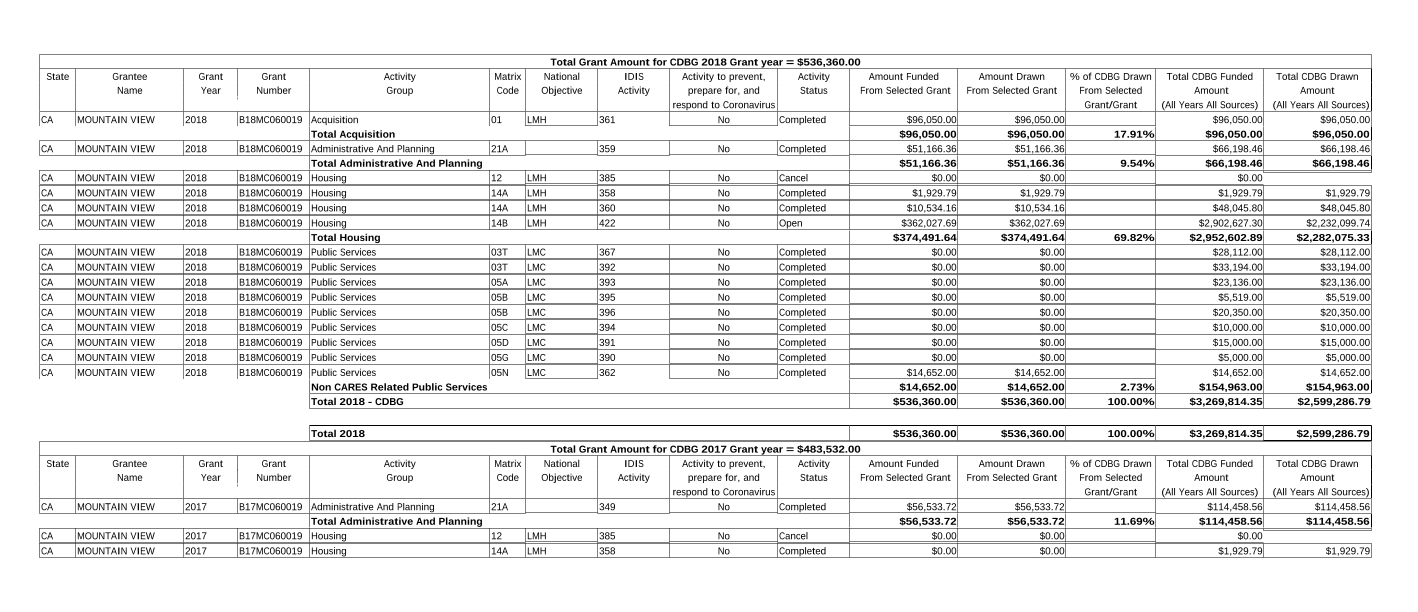 Total Grant Amount for CDBG 2018 Grant year = $536,360.00
State Grantee Grant Grant Activity Matrix National IDIS Activity to prevent, Activity Amount Funded Amount Drawn % of CDBG Drawn Total CDBG Funded Total CDBG Drawn
Name Year Number Group Code Objective Activity prepare for, and Status From Selected Grant From Selected Grant From Selected Amount Amount
respond to Coronavirus Grant/Grant (All Years All Sources) (All Years All Sources)
CA MOUNTAIN VIEW 2018 B18MC060019 Acquisition 01 LMH 361 No Completed $96,050.00 $96,050.00 $96,050.00 $96,050.00
Total Acquisition $96,050.00 $96,050.00 17.91% $96,050.00 $96,050.00
CA MOUNTAIN VIEW 2018 B18MC060019 Administrative And Planning 21A 359 No Completed $51,166.36 $51,166.36 $66,198.46 $66,198.46
Total Administrative And Planning $51,166.36 $51,166.36 9.54% $66,198.46 $66,198.46
CA MOUNTAIN VIEW 2018 B18MC060019 Housing 12 LMH 385 No Cancel $0.00 $0.00 $0.00
CA MOUNTAIN VIEW 2018 B18MC060019 Housing 14A LMH 358 No Completed $1,929.79 $1,929.79 $1,929.79 $1,929.79
CA MOUNTAIN VIEW 2018 B18MC060019 Housing 14A LMH 360 No Completed $10,534.16 $10,534.16 $48,045.80 $48,045.80
CA MOUNTAIN VIEW 2018 B18MC060019 Housing 14B LMH 422 No Open $362,027.69 $362,027.69 $2,902,627.30 $2,232,099.74
Total Housing $374,491.64 $374,491.64 69.82% $2,952,602.89 $2,282,075.33
CA MOUNTAIN VIEW 2018 B18MC060019 Public Services 03T LMC 367 No Completed $0.00 $0.00 $28,112.00 $28,112.00
CA MOUNTAIN VIEW 2018 B18MC060019 Public Services 03T LMC 392 No Completed $0.00 $0.00 $33,194.00 $33,194.00
CA MOUNTAIN VIEW 2018 B18MC060019 Public Services 05A LMC 393 No Completed $0.00 $0.00 $23,136.00 $23,136.00
CA MOUNTAIN VIEW 2018 B18MC060019 Public Services 05B LMC 395 No Completed $0.00 $0.00 $5,519.00 $5,519.00
CA MOUNTAIN VIEW 2018 B18MC060019 Public Services 05B LMC 396 No Completed $0.00 $0.00 $20,350.00 $20,350.00
CA MOUNTAIN VIEW 2018 B18MC060019 Public Services 05C LMC 394 No Completed $0.00 $0.00 $10,000.00 $10,000.00
CA MOUNTAIN VIEW 2018 B18MC060019 Public Services 05D LMC 391 No Completed $0.00 $0.00 $15,000.00 $15,000.00
CA MOUNTAIN VIEW 2018 B18MC060019 Public Services 05G LMC 390 No Completed $0.00 $0.00 $5,000.00 $5,000.00
CA MOUNTAIN VIEW 2018 B18MC060019 Public Services 05N LMC 362 No Completed $14,652.00 $14,652.00 $14,652.00 $14,652.00
Non CARES Related Public Services $14,652.00 $14,652.00 2.73% $154,963.00 $154,963.00
Total 2018 - CDBG $536,360.00 $536,360.00 100.00% $3,269,814.35 $2,599,286.79
Total 2018 $536,360.00 $536,360.00 100.00% $3,269,814.35 $2,599,286.79
Total Grant Amount for CDBG 2017 Grant year = $483,532.00
State Grantee Grant Grant Activity Matrix National IDIS Activity to prevent, Activity Amount Funded Amount Drawn % of CDBG Drawn Total CDBG Funded Total CDBG Drawn
Name Year Number Group Code Objective Activity prepare for, and Status From Selected Grant From Selected Grant From Selected Amount Amount
respond to Coronavirus Grant/Grant (All Years All Sources) (All Years All Sources)
CA MOUNTAIN VIEW 2017 B17MC060019 Administrative And Planning 21A 349 No Completed $56,533.72 $56,533.72 $114,458.56 $114,458.56
Total Administrative And Planning $56,533.72 $56,533.72 11.69% $114,458.56 $114,458.56
CA MOUNTAIN VIEW 2017 B17MC060019 Housing 12 LMH 385 No Cancel $0.00 $0.00 $0.00
CA MOUNTAIN VIEW 2017 B17MC060019 Housing 14A LMH 358 No Completed $0.00 $0.00 $1,929.79 $1,929.79